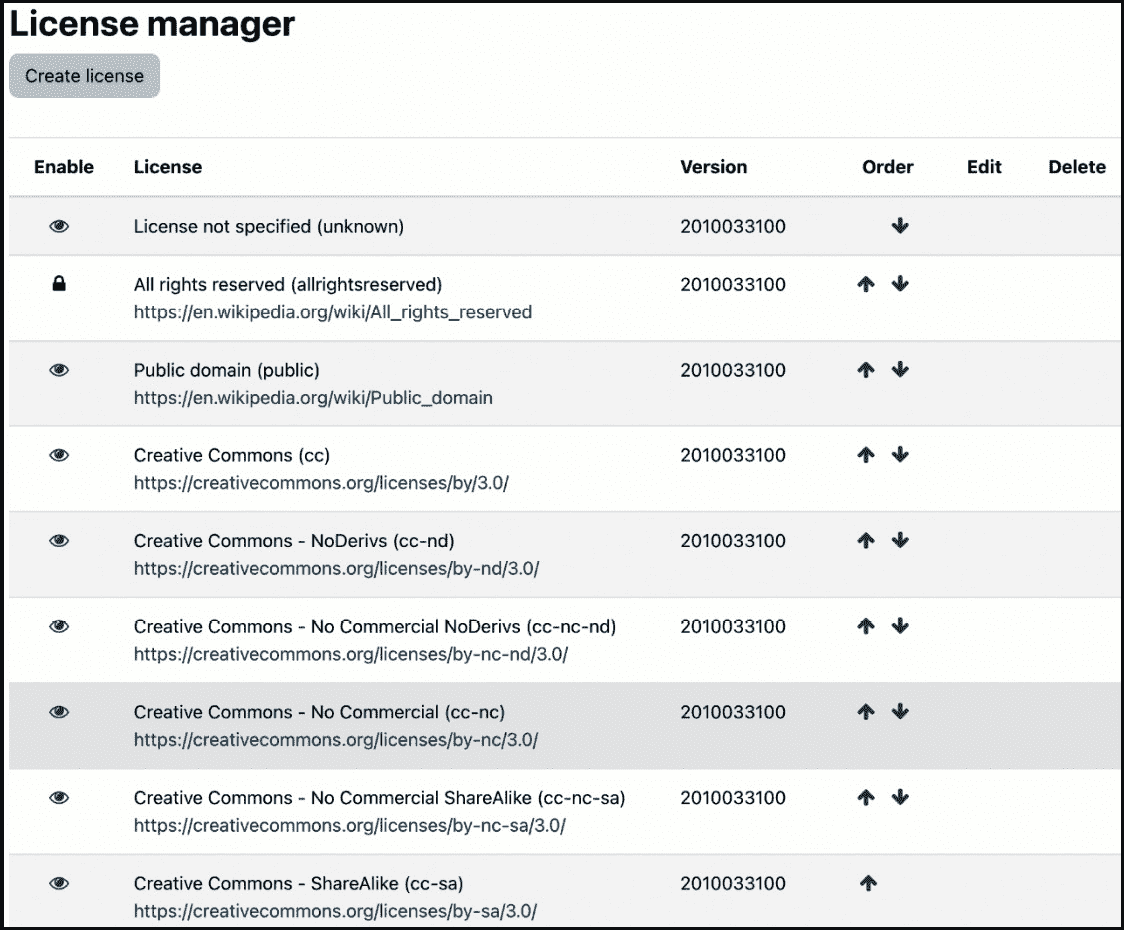 License manager
Create license
Enable License Version Order Edit Delete
License not specified (unknown) 2010033100
All rights reserved (allrightsreserved) 2010033100
https://en.wikipedia.org/wiki/All_rights_reserved
Public domain (public) 2010033100
https://en.wikipedia.org/wiki/Public_domain
Creative Commons (cc) 2010033100
https://creativecommons.org/licenses/by/3.0/
Creative Commons - NoDerivs (cc-nd) 2010033100
https://creativecommons.org/licenses/by-nd/3.0/
Creative Commons - No Commercial NoDerivs (cc-nc-nd) 2010033100
https://creativecommons.org/licenses/by-nc-nd/3.0/
Creative Commons - No Commercial (cc-nc) 2010033100
https://creativecommons.org/licenses/by-nc/3.0/
Creative Commons - No Commercial ShareAlike (cc-nc-sa) 2010033100
https://creativecommons.org/licenses/by-nc-sa/3.0/
Creative Commons - ShareAlike (cc-sa) 2010033100
https://creativecommons.org/licenses/by-sa/3.0/